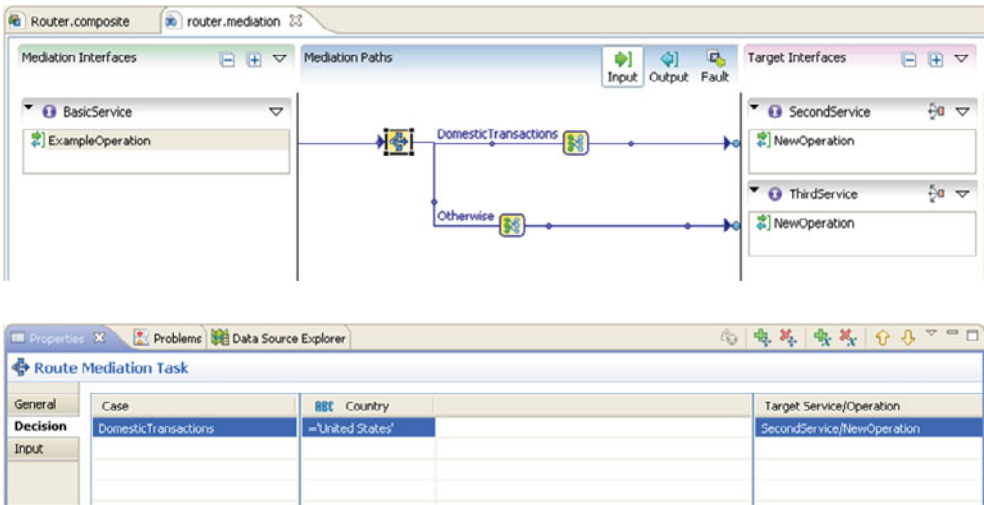 Router.composite router.mediation
Mediation Interfaces Mediation Paths Input Output Fault Target Interfaces
BasicService
ExampleOperation
DomesticTransactions
Otherwise
SecondService
NewOperation
ThirdService
NewOperation
Properties Problems Data Source Explorer
Route Mediation Task
General Case ABC Country Target Service/Operation
Decision DomesticTransactions ='United States' SecondService/NewOperation
Input